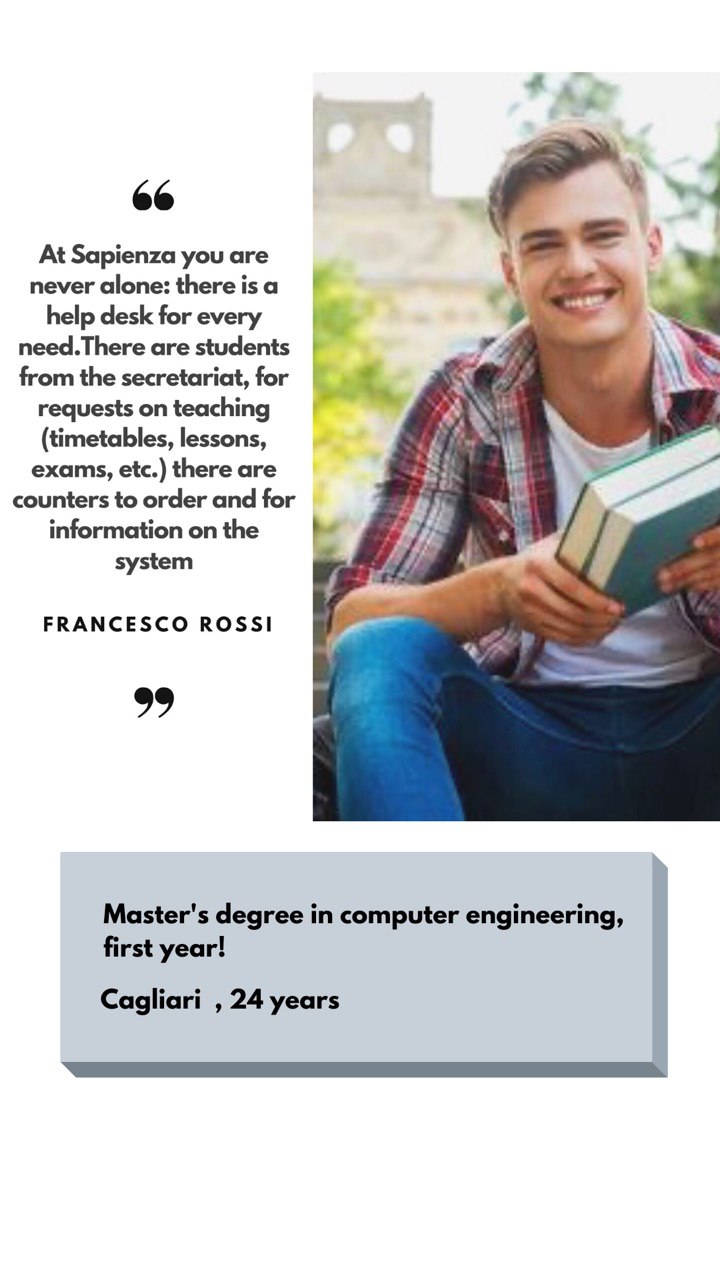 “
At Sapienza you are
never alone: there is a
help desk for every
need.There are students
from the secretariat, for
requests on teaching
(timetables, lessons,
exams, etc.) there are
counters to order and for
information on the
system
FRANCESCO ROSSI
”
Master's degree in computer engineering,
first year!
Cagliari , 24 years